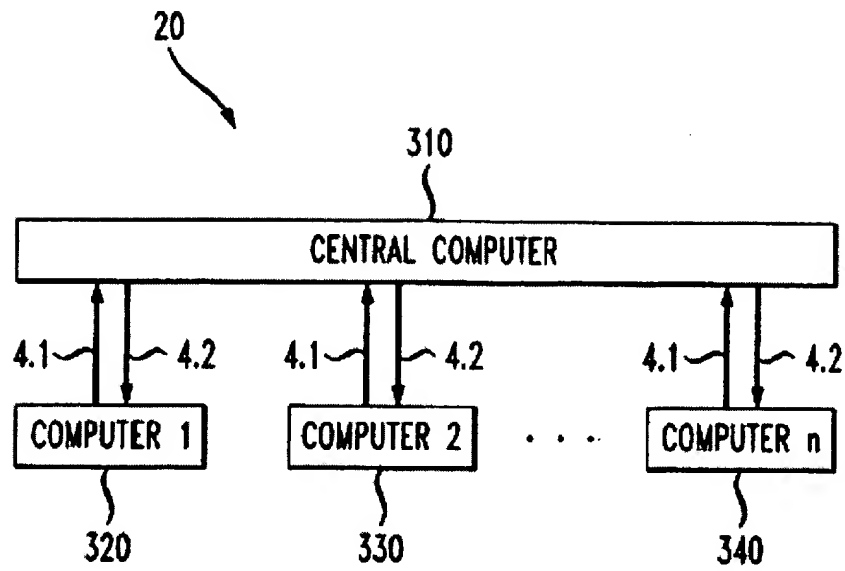 20
310
CENTRAL COMPUTER
4.1 4.2 4.1 4.2 4.1 4.2
COMPUTER 1 COMPUTER 2 . . . COMPUTER n
320 330 340